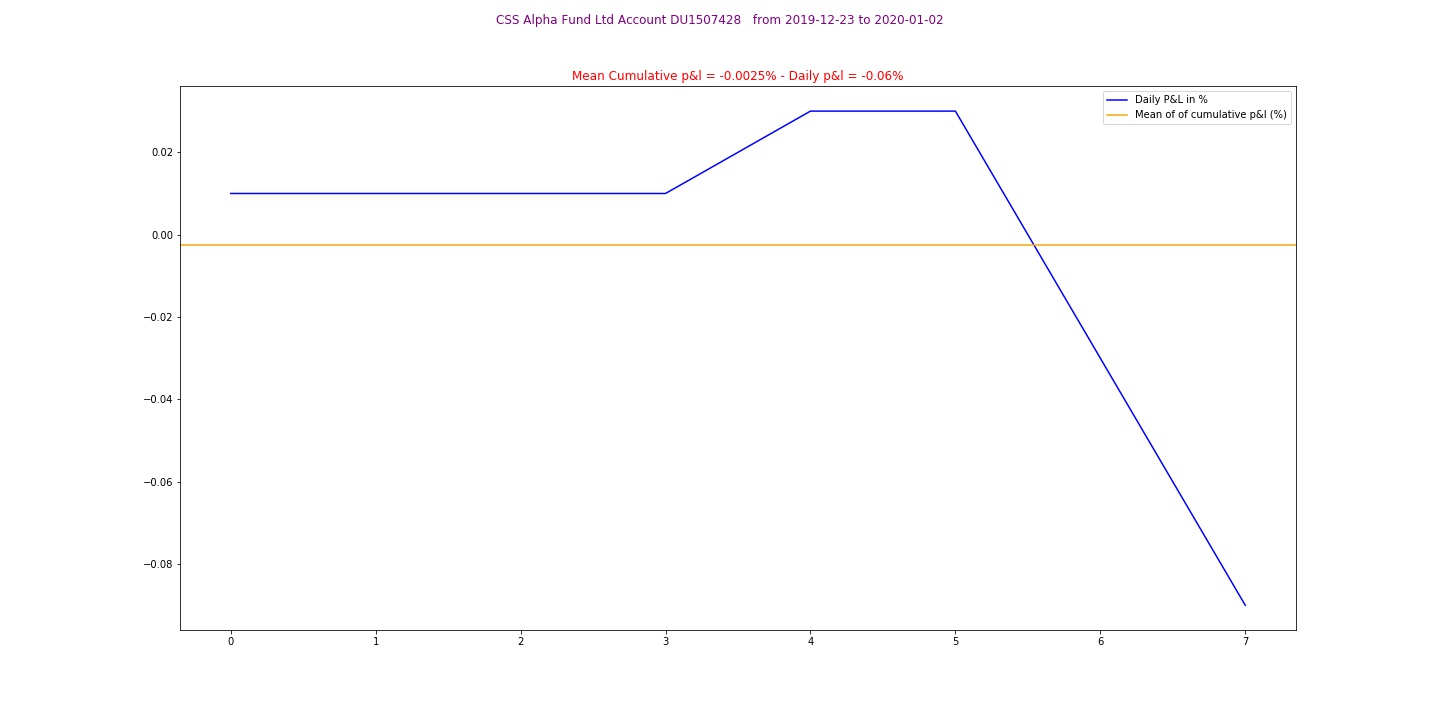 CSS Alpha Fund Ltd Account DU1507428   from 2019-12-23 to 2020-01-02
Mean Cumulative p&l = -0.0025% - Daily p&l = -0.06%
Daily P&L in %
Mean of of cumulative p&l (%)
0.02
0.00
−0.02
−0.04
−0.06
−0.08
0 1 2 3 4 5 6 7